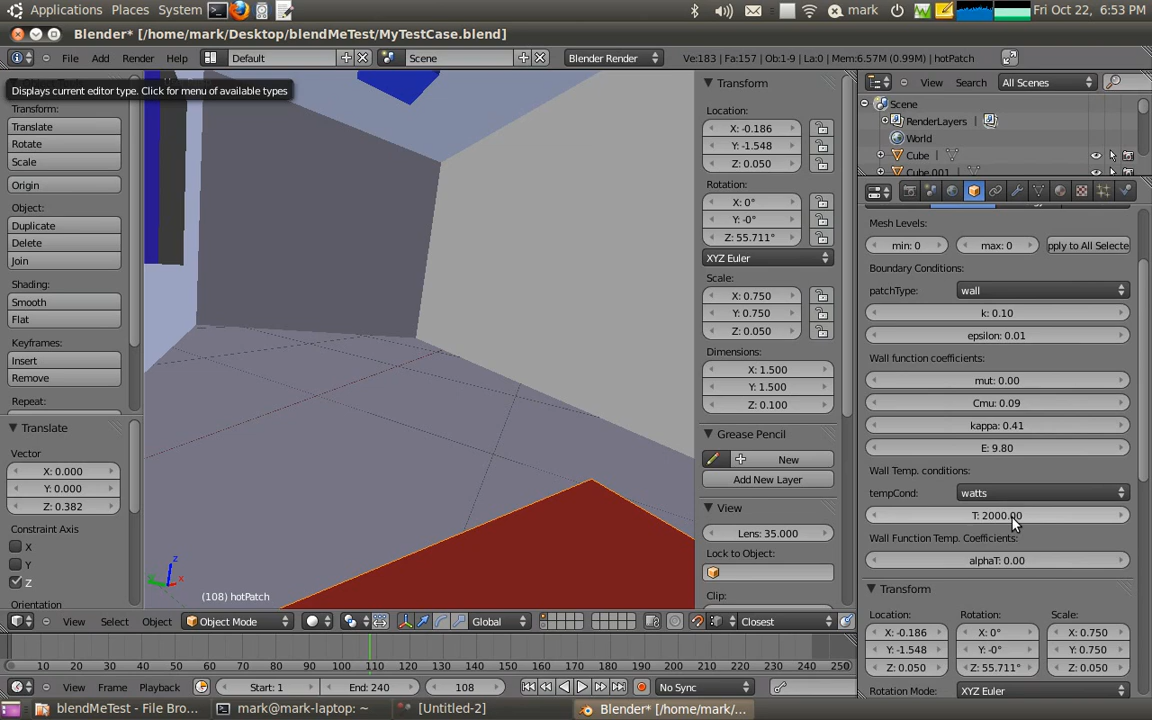 Applications Places System mark Fri Oct 22, 6:53 PM
Blender* [/home/mark/Desktop/blendMeTest/MyTestCase.blend]
File Add Render Help Default Scene Blender Render Ve:183 | Fa:157 | Ob:1-9 | La:0 | Mem:6.57M (0.99M) | hotPatch
Displays current editor type. Click for menu of available types
Transform:
Translate
Rotate
Scale
Origin
Object:
Duplicate
Delete
Join
Shading:
Smooth
Flat
Keyframes:
Insert
Remove
Repeat:
Translate
Vector
X: 0.000
Y: 0.000
Z: 0.382
Constraint Axis
X
Y
Z
Orientation
z
x
(108) hotPatch
View Select Object Object Mode Global Closest
Transform
Location:
X: -0.186
Y: -1.548
Z: 0.050
Rotation:
X: 0°
Y: -0°
Z: 55.711°
XYZ Euler
Scale:
X: 0.750
Y: 0.750
Z: 0.050
Dimensions:
X: 1.500
Y: 1.500
Z: 0.100
Grease Pencil
New
Add New Layer
View
Lens: 35.000
Lock to Object:
Clip:
View Search All Scenes
Scene
RenderLayers
World
Cube
Cube.001
Mesh Levels:
min: 0 max: 0 pply to All Selecte
Boundary Conditions:
patchType: wall
k: 0.10
epsilon: 0.01
Wall function coefficients:
mut: 0.00
Cmu: 0.09
kappa: 0.41
E: 9.80
Wall Temp. conditions:
tempCond: watts
T: 2000.00
Wall Function Temp. Coefficients:
alphaT: 0.00
Transform
Location: Rotation: Scale:
X: -0.186 X: 0° X: 0.750
Y: -1.548 Y: -0° Y: 0.750
Z: 0.050 Z: 55.711° Z: 0.050
Rotation Mode: XYZ Euler
10 20 30 40 50 60 70 80 90 100 110 120 130 140 150 160 170 180 190 200 210 220 230 240 250
View Frame Playback Start: 1 End: 240 108 No Sync
blendMeTest - File Bro... mark@mark-laptop: ~ [Untitled-2] Blender* [/home/mark/...